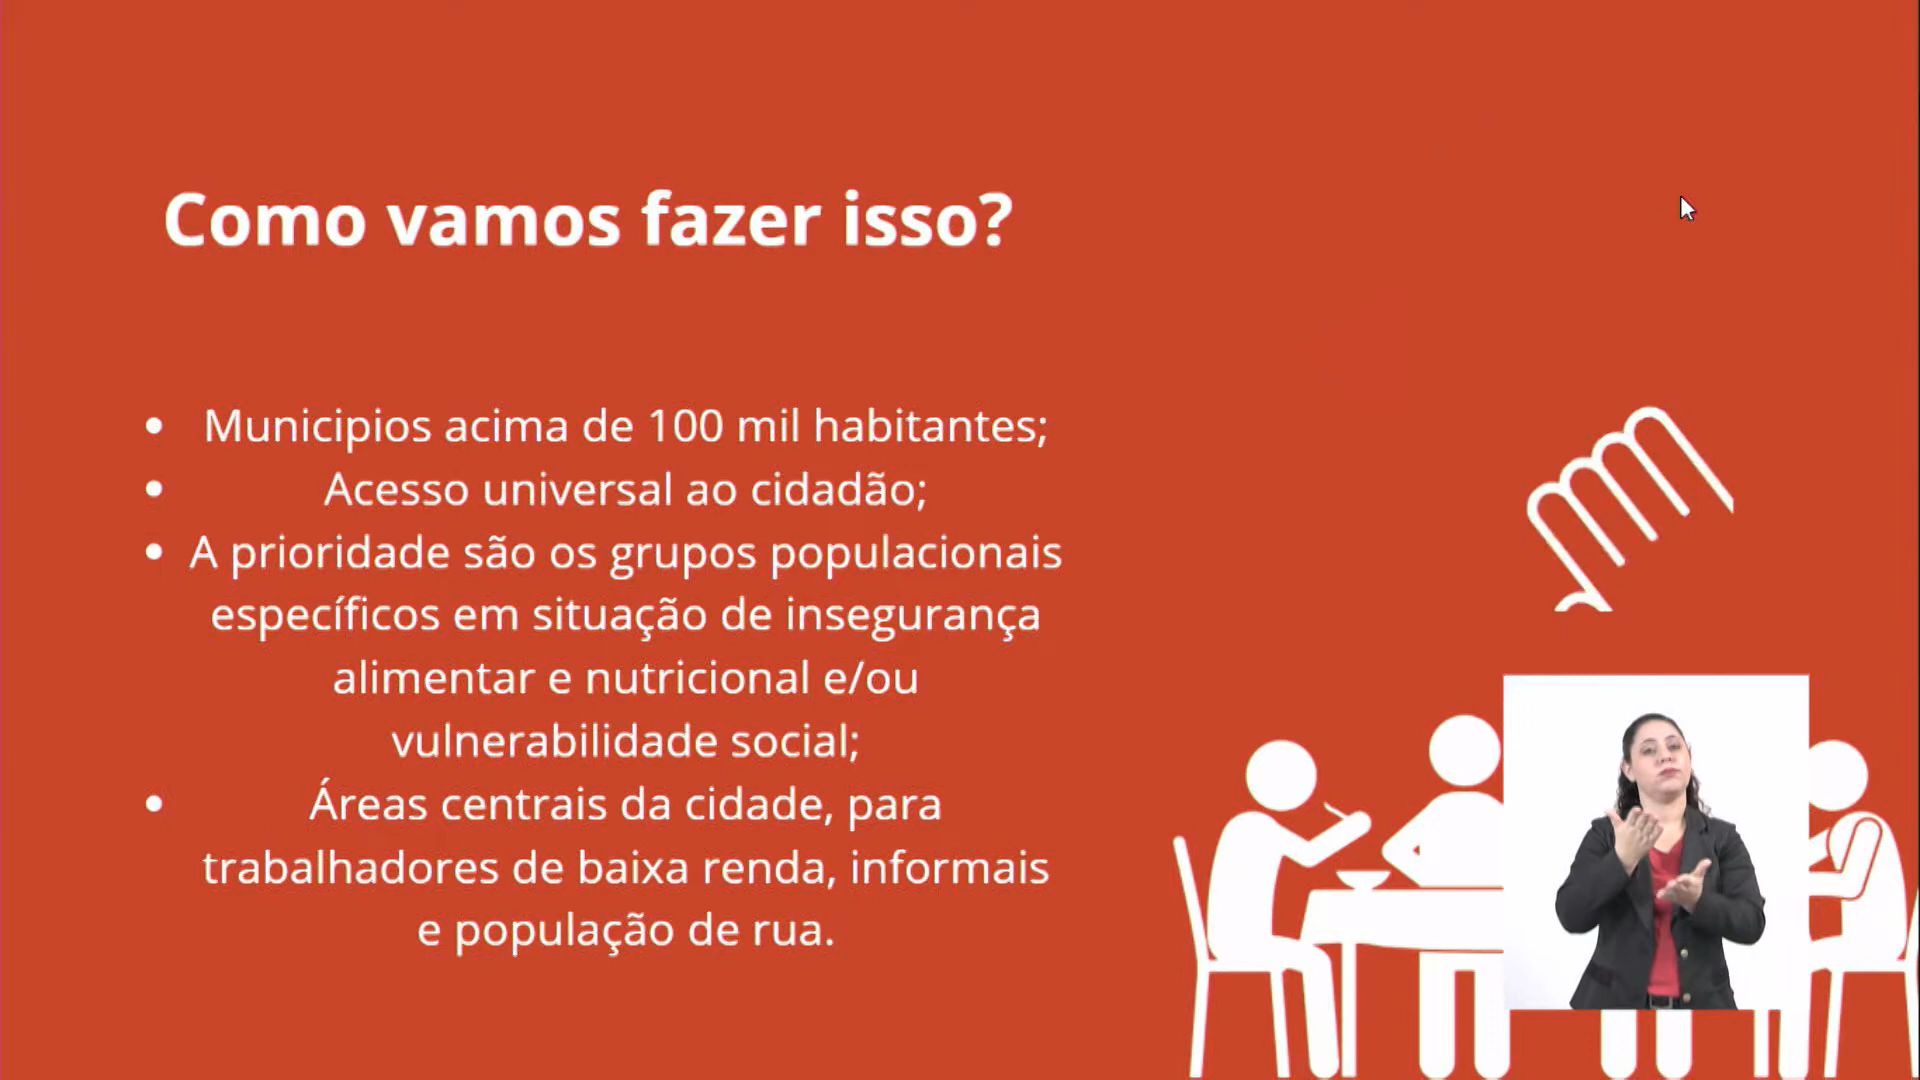 Como vamos fazer isso?
• Municipios acima de 100 mil habitantes;
• Acesso universal ao cidadão;
• A prioridade são os grupos populacionais
específicos em situação de insegurança
alimentar e nutricional e/ou
vulnerabilidade social;
• Áreas centrais da cidade, para
trabalhadores de baixa renda, informais
e população de rua.